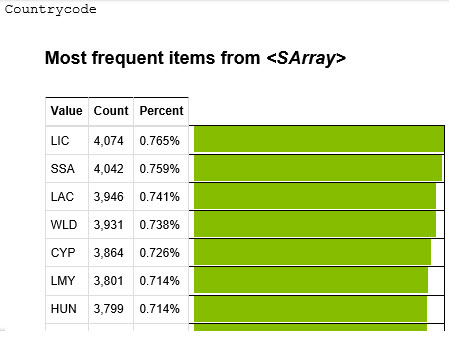 Countrycode
Most frequent items from <SArray>
Value Count Percent
LIC 4,074 0.765%
SSA 4,042 0.759%
LAC 3,946 0.741%
WLD 3,931 0.738%
CYP 3,864 0.726%
LMY 3,801 0.714%
HUN 3,799 0.714%